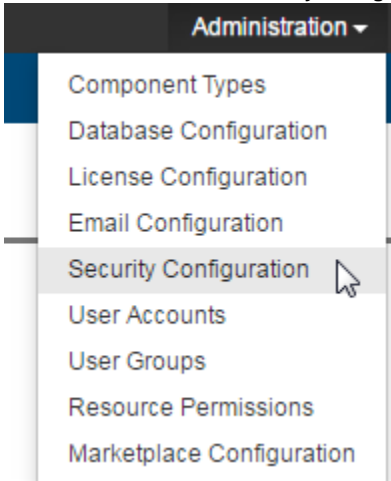 Administration
Component Types
Database Configuration
License Configuration
Email Configuration
Security Configuration
User Accounts
User Groups
Resource Permissions
Marketplace Configuration